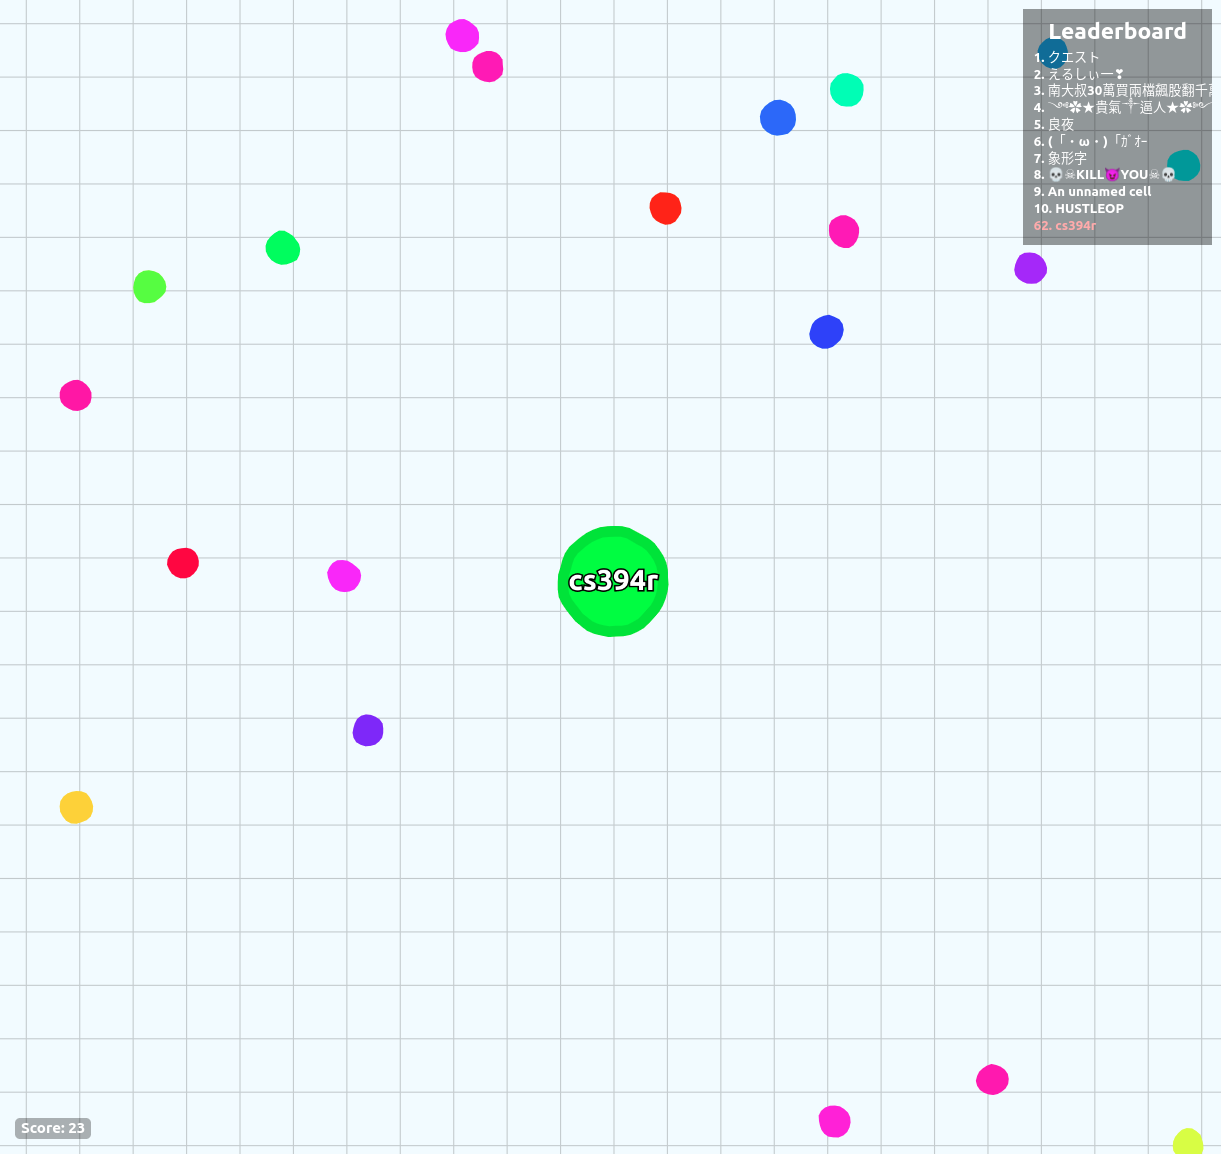 Leaderboard
1. クエスト
2. えるしぃー❣
3. 南大叔30萬買兩檔飆股翻千
4. ★貴氣逼人★
5. 良夜
6. (「・ω・)「ｶﾞｵｰ
7. 象形字
8. 💀☠KILL😈YOU☠💀
9. An unnamed cell
10. HUSTLEOP
62. cs394r
cs394r
Score: 23